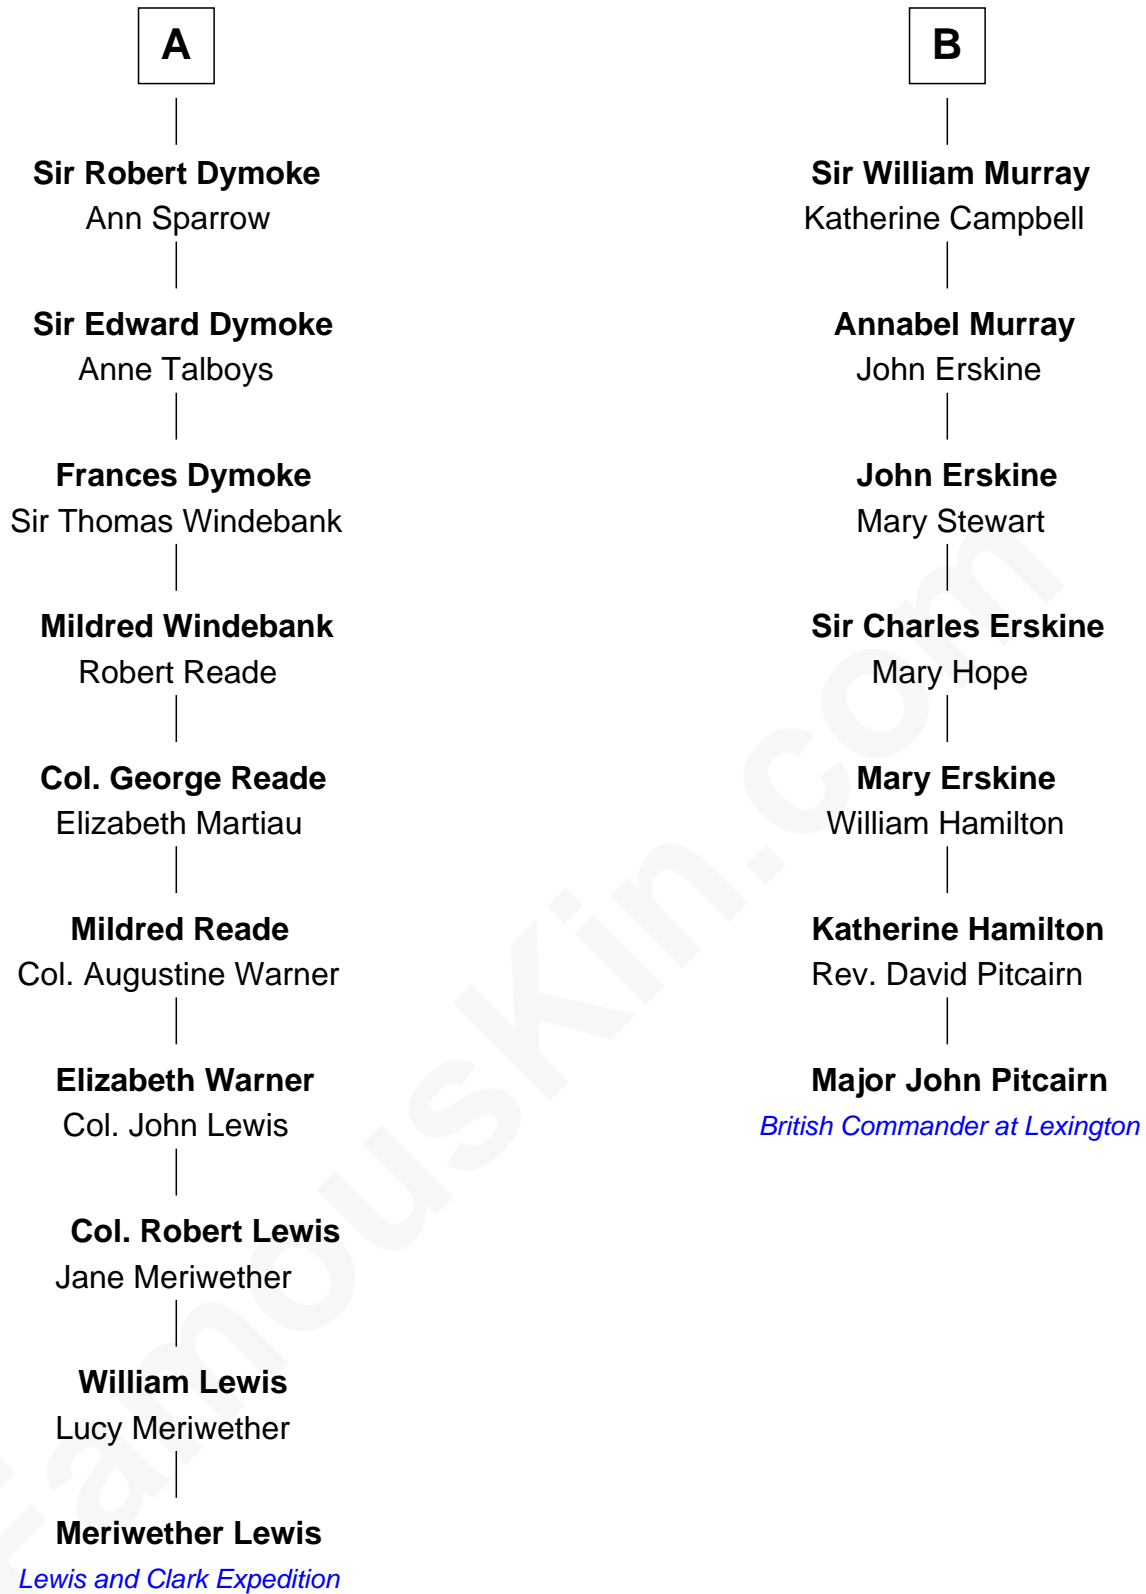 A
Sir Robert Dymoke
Ann Sparrow
Sir Edward Dymoke
Anne Talboys
Frances Dymoke
Sir Thomas Windebank
Mildred Windebank
Robert Reade
Col. George Reade
Elizabeth Martiau
Mildred Reade
Col. Augustine Warner
Elizabeth Warner
Col. John Lewis
Col. Robert Lewis
Jane Meriwether
William Lewis
Lucy Meriwether
Meriwether Lewis
Lewis and Clark Expedition
B
Sir William Murray
Katherine Campbell
Annabel Murray
John Erskine
John Erskine
Mary Stewart
Sir Charles Erskine
Mary Hope
Mary Erskine
William Hamilton
Katherine Hamilton
Rev. David Pitcairn
Major John Pitcairn
British Commander at Lexington
FamousKin.com